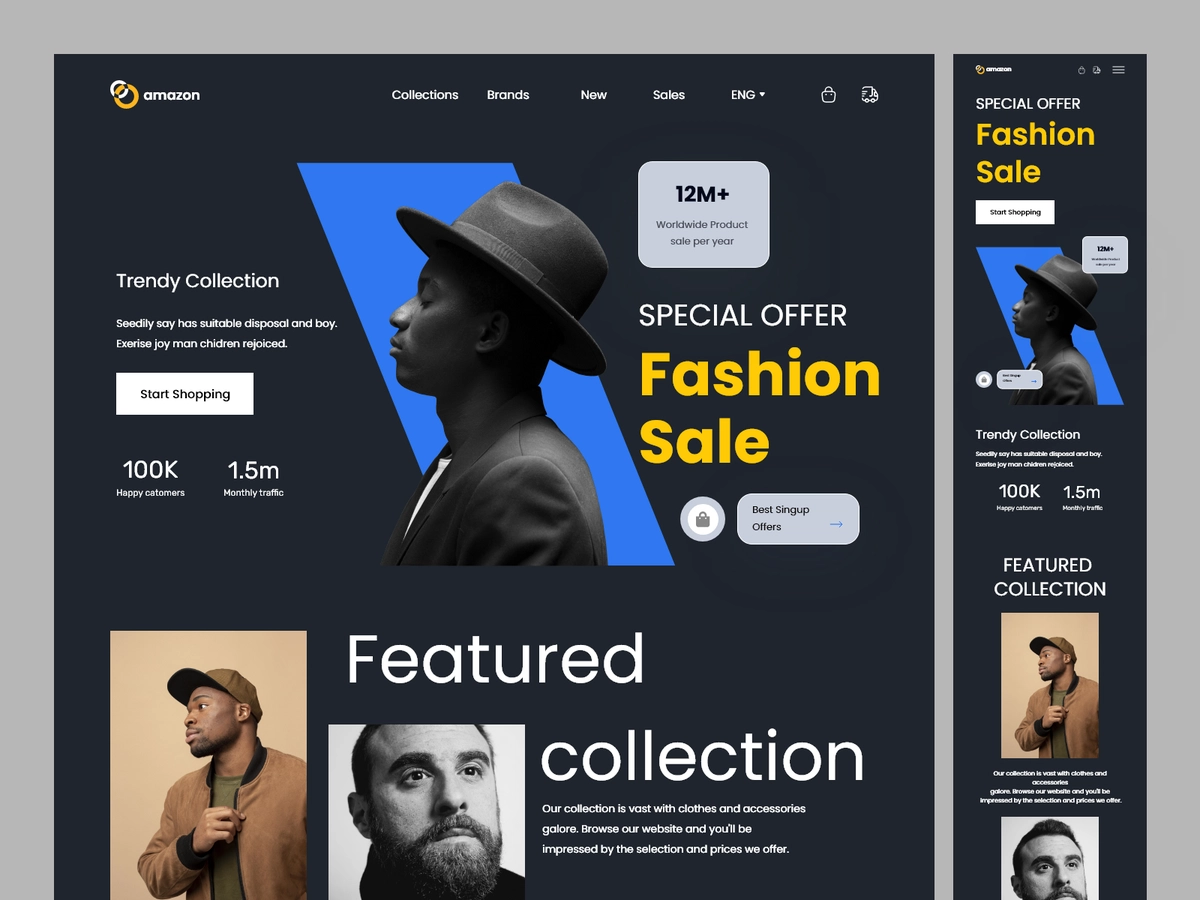 amazon
Collections
Brands
New
Sales
ENG
12M+
Worldwide Product
sale per year
Trendy Collection
Seedily say has suitable disposal and boy.
Exerise joy man chidren rejoiced.
Start Shopping
100K
Happy catomers
1.5m
Monthly traffic
SPECIAL OFFER
Fashion
Sale
Best Singup
Offers
Featured
collection
Our collection is vast with clothes and accessories
galore. Browse our website and you'll be
impressed by the selection and prices we offer.
amazon
SPECIAL OFFER
Fashion
Sale
Start Shopping
12M+
Worldwide Product
sale per year
Best Singup
Offers
Trendy Collection
Seedily say has suitable disposal and boy.
Exerise joy man chidren rejoiced.
100K
Happy catomers
1.5m
Monthly traffic
FEATURED
COLLECTION
Our collection is vast with clothes and
accessories
galore. Browse our website and you'll be
impressed by the selection and prices we offer.